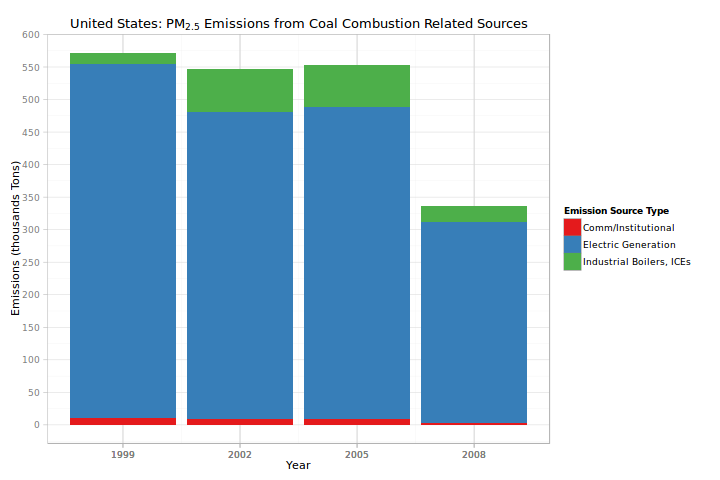 United States: PM2.5 Emissions from Coal Combustion Related Sources
600
550
500
450
400
350
300
250
200
150
100
50
0
Emissions (thousands Tons)
1999 2002 2005 2008
Year
Emission Source Type
Comm/Institutional
Electric Generation
Industrial Boilers, ICEs